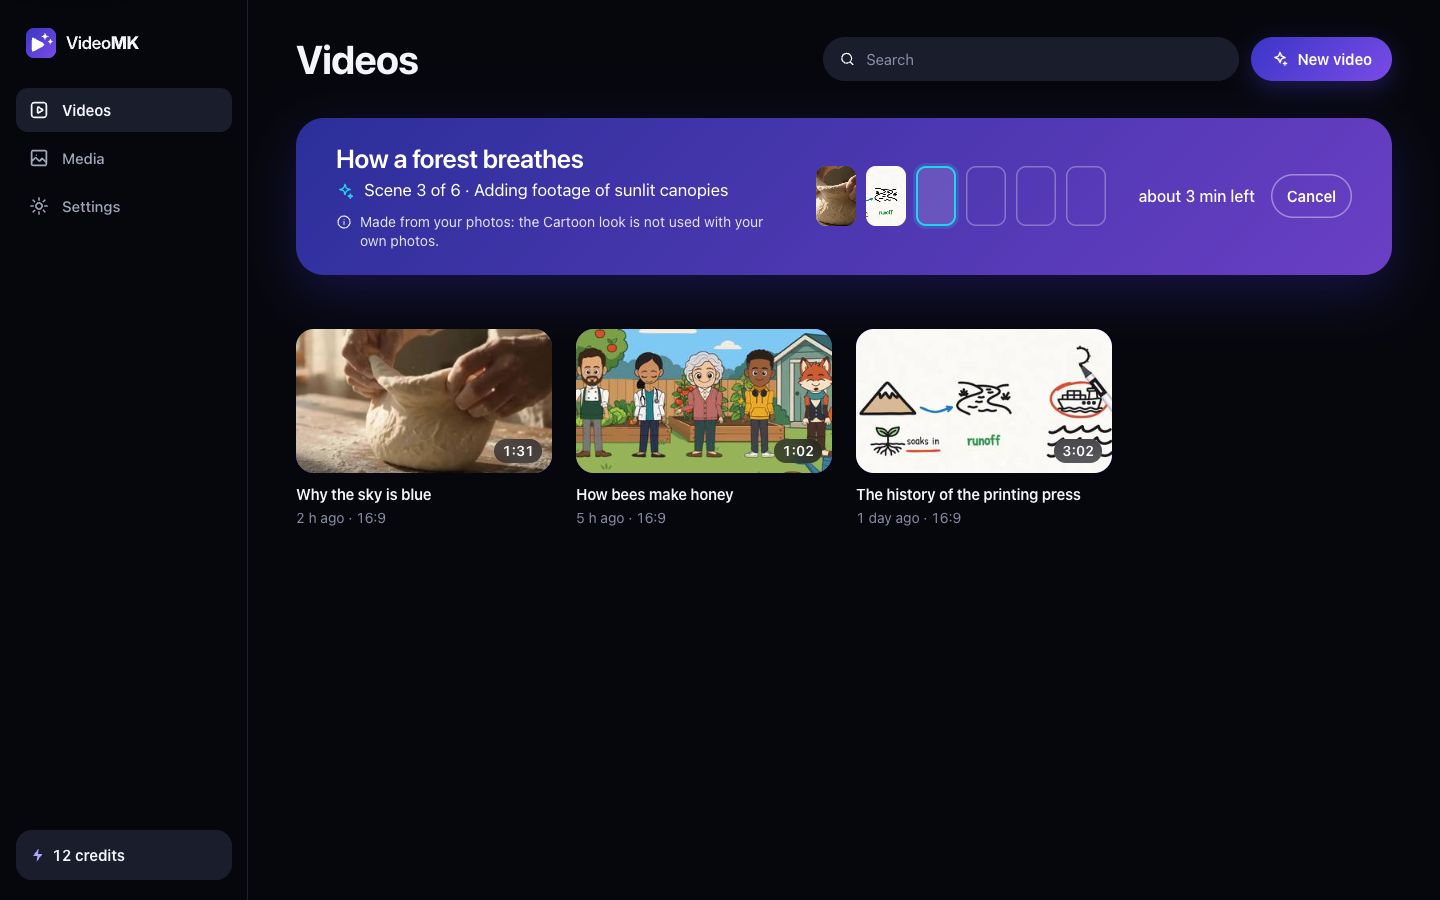 VideoMK
Videos
Media
Settings
12 credits
Videos
Search
New video
How a forest breathes
Scene 3 of 6 · Adding footage of sunlit canopies
Made from your photos: the Cartoon look is not used with your
own photos.
runoff
about 3 min left
Cancel
1:31
Why the sky is blue
2 h ago · 16:9
1:02
How bees make honey
5 h ago · 16:9
soaks in
runoff
3:02
The history of the printing press
1 day ago · 16:9